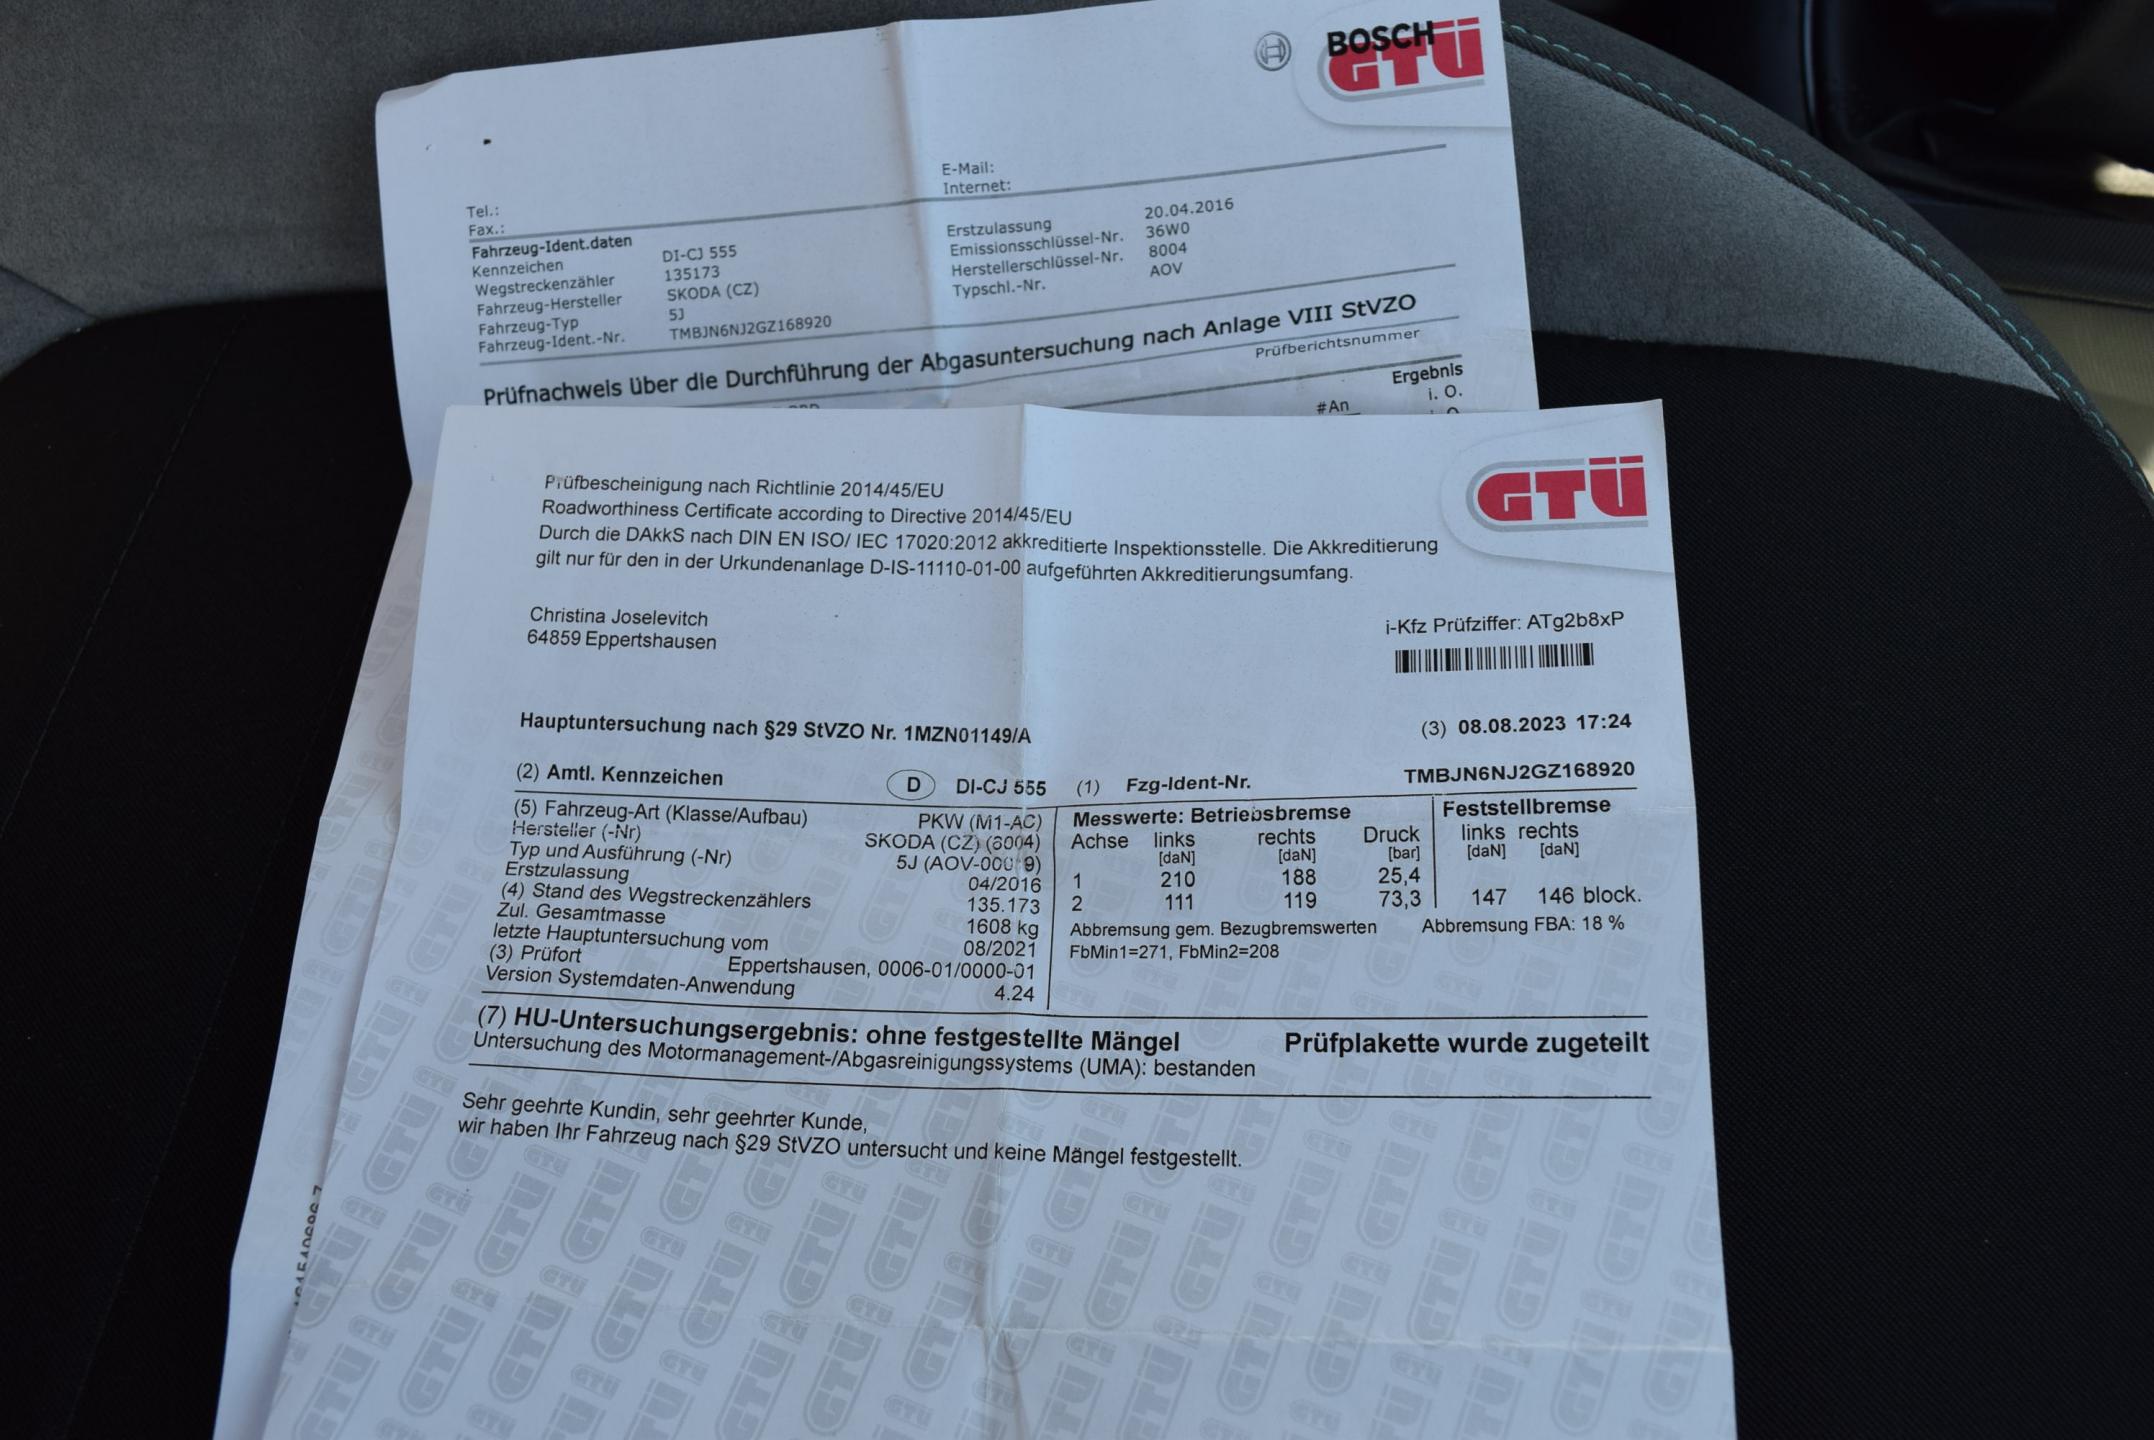 BOSCH
GTÜ
E-Mail:
Internet:
Tel.:
Fax.:
Fahrzeug-Ident.daten
Kennzeichen DI-CJ 555
Wegstreckenzähler 135173
Fahrzeug-Hersteller SKODA (CZ)
Fahrzeug-Typ 5J
Fahrzeug-Ident.-Nr. TMBJN6NJ2GZ168920
Erstzulassung 20.04.2016
Emissionsschlüssel-Nr. 36W0
Herstellerschlüssel-Nr. 8004
Typschl.-Nr. AOV
Prüfnachweis über die Durchführung der Abgasuntersuchung nach Anlage VIII StVZO
Prüfberichtsnummer
Ergebnis
#An i. O.
GTÜ
Prüfbescheinigung nach Richtlinie 2014/45/EU
Roadworthiness Certificate according to Directive 2014/45/EU
Durch die DAkkS nach DIN EN ISO/ IEC 17020:2012 akkreditierte Inspektionsstelle. Die Akkreditierung
gilt nur für den in der Urkundenanlage D-IS-11110-01-00 aufgeführten Akkreditierungsumfang.
Christina Joselevitch
64859 Eppertshausen
i-Kfz Prüfziffer: ATg2b8xP
Hauptuntersuchung nach §29 StVZO Nr. 1MZN01149/A (3) 08.08.2023 17:24
(2) Amtl. Kennzeichen D DI-CJ 555 (1) Fzg-Ident-Nr. TMBJN6NJ2GZ168920
(5) Fahrzeug-Art (Klasse/Aufbau) PKW (M1-AC)
Hersteller (-Nr) SKODA (CZ) (8004)
Typ und Ausführung (-Nr) 5J
Erstzulassung 04/2016
(4) Stand des Wegstreckenzählers 135.173
Zul. Gesamtmasse 1608 kg
letzte Hauptuntersuchung vom 08/2021
(3) Prüfort Eppertshausen, 0006-01/0000-01
Version Systemdaten-Anwendung 4.24
Messwerte: Betriebsbremse Feststellbremse
Achse links rechts Druck links rechts
[daN] [daN] [bar] [daN] [daN]
1 210 188 25,4
2 111 119 73,3 147 146 block.
Abbremsung gem. Bezugbremswerten Abbremsung FBA: 18 %
FbMin1=271, FbMin2=208
(7) HU-Untersuchungsergebnis: ohne festgestellte Mängel Prüfplakette wurde zugeteilt
Untersuchung des Motormanagement-/Abgasreinigungssystems (UMA): bestanden
Sehr geehrte Kundin, sehr geehrter Kunde,
wir haben Ihr Fahrzeug nach §29 StVZO untersucht und keine Mängel festgestellt.